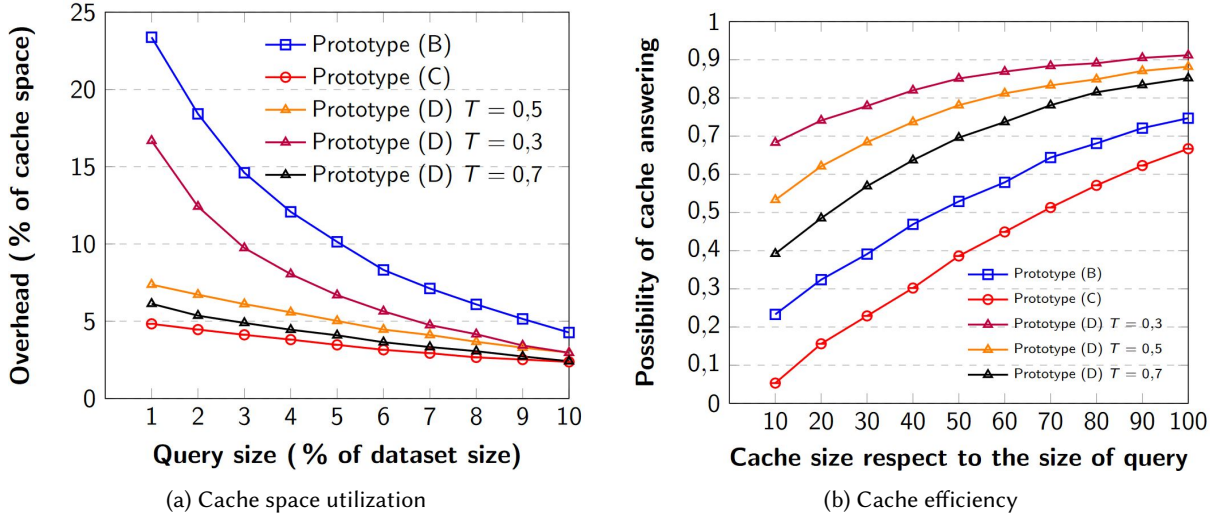 Overhead (% of cache space)
25
20
15
10
5
0
Prototype (B)
Prototype (C)
Prototype (D) T = 0,5
Prototype (D) T = 0,3
Prototype (D) T = 0,7
1 2 3 4 5 6 7 8 9 10
Query size (% of dataset size)
(a) Cache space utilization
Possibility of cache answering
1
0,9
0,8
0,7
0,6
0,5
0,4
0,3
0,2
0,1
0
Prototype (B)
Prototype (C)
Prototype (D) T = 0,3
Prototype (D) T = 0,5
Prototype (D) T = 0,7
10 20 30 40 50 60 70 80 90 100
Cache size respect to the size of query
(b) Cache efficiency